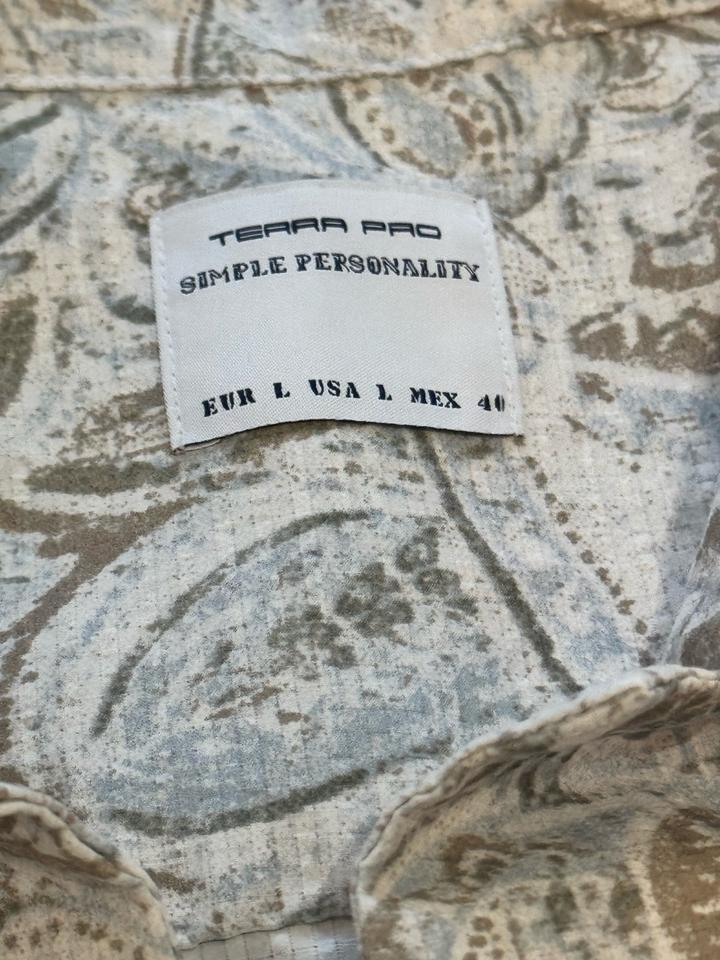 TERRA PRO
SIMPLE PERSONALITY
EUR L USA L MEX 40